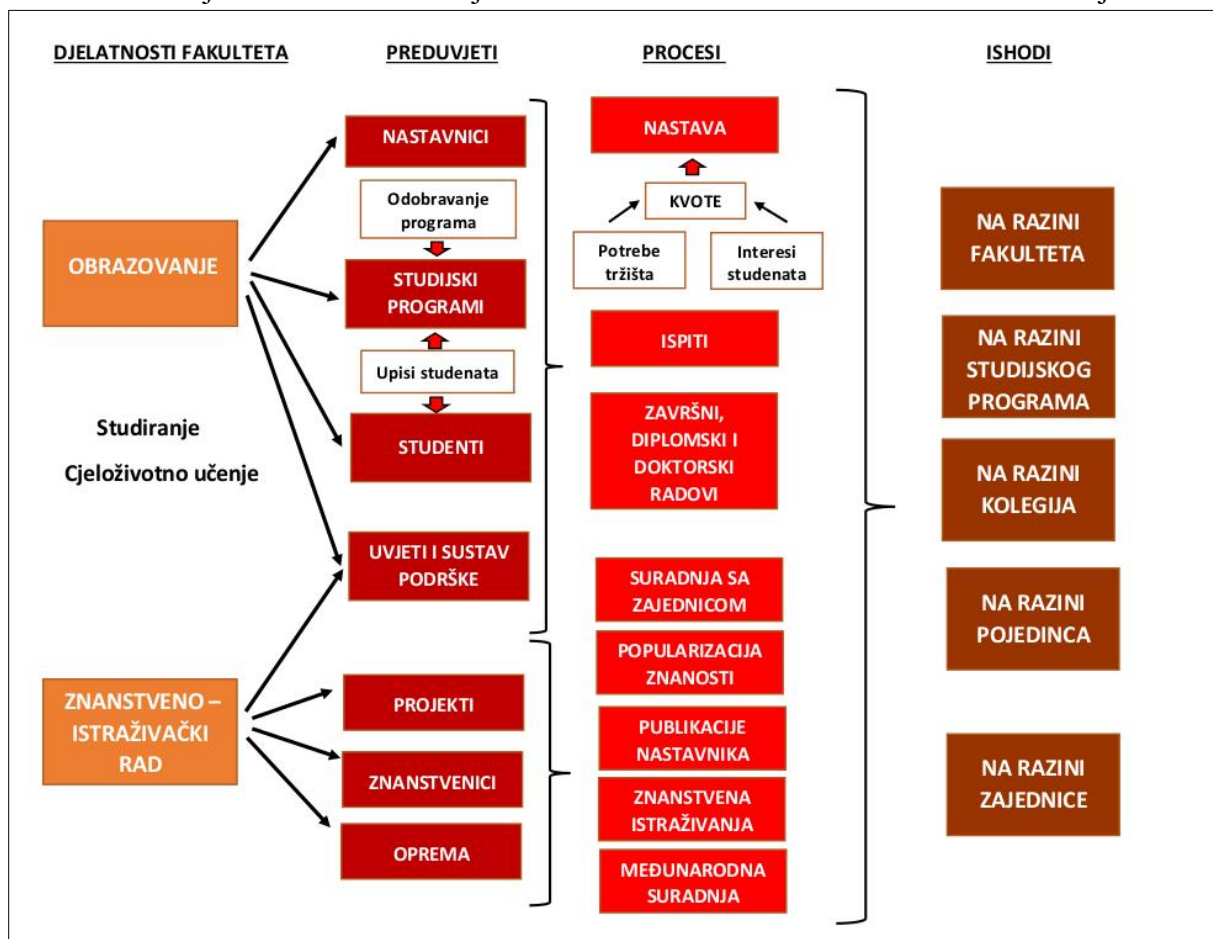 DJELATNOSTI FAKULTETA
PREDUVJETI
PROCESI
ISHODI
OBRAZOVANJE
Studiranje
Cjeloživotno učenje
ZNANSTVENO –
ISTRAŽIVAČKI
RAD
NASTAVNICI
Odobravanje
programa
STUDIJSKI
PROGRAMI
Upisi studenata
STUDENTI
UVJETI I SUSTAV
PODRŠKE
PROJEKTI
ZNANSTVENICI
OPREMA
NASTAVA
KVOTE
Potrebe
tržišta
Interesi
studenata
ISPITI
ZAVRŠNI,
DIPLOMSKI I
DOKTORSKI
RADOVI
SURADNJA SA
ZAJEDNICOM
POPULARIZACIJA
ZNANOSTI
PUBLIKACIJE
NASTAVNIKA
ZNANSTVENA
ISTRAŽIVANJA
MEĐUNARODNA
SURADNJA
NA RAZINI
FAKULTETA
NA RAZINI
STUDIJSKOG
PROGRAMA
NA RAZINI
KOLEGIJA
NA RAZINI
POJEDINCA
NA RAZINI
ZAJEDNICE